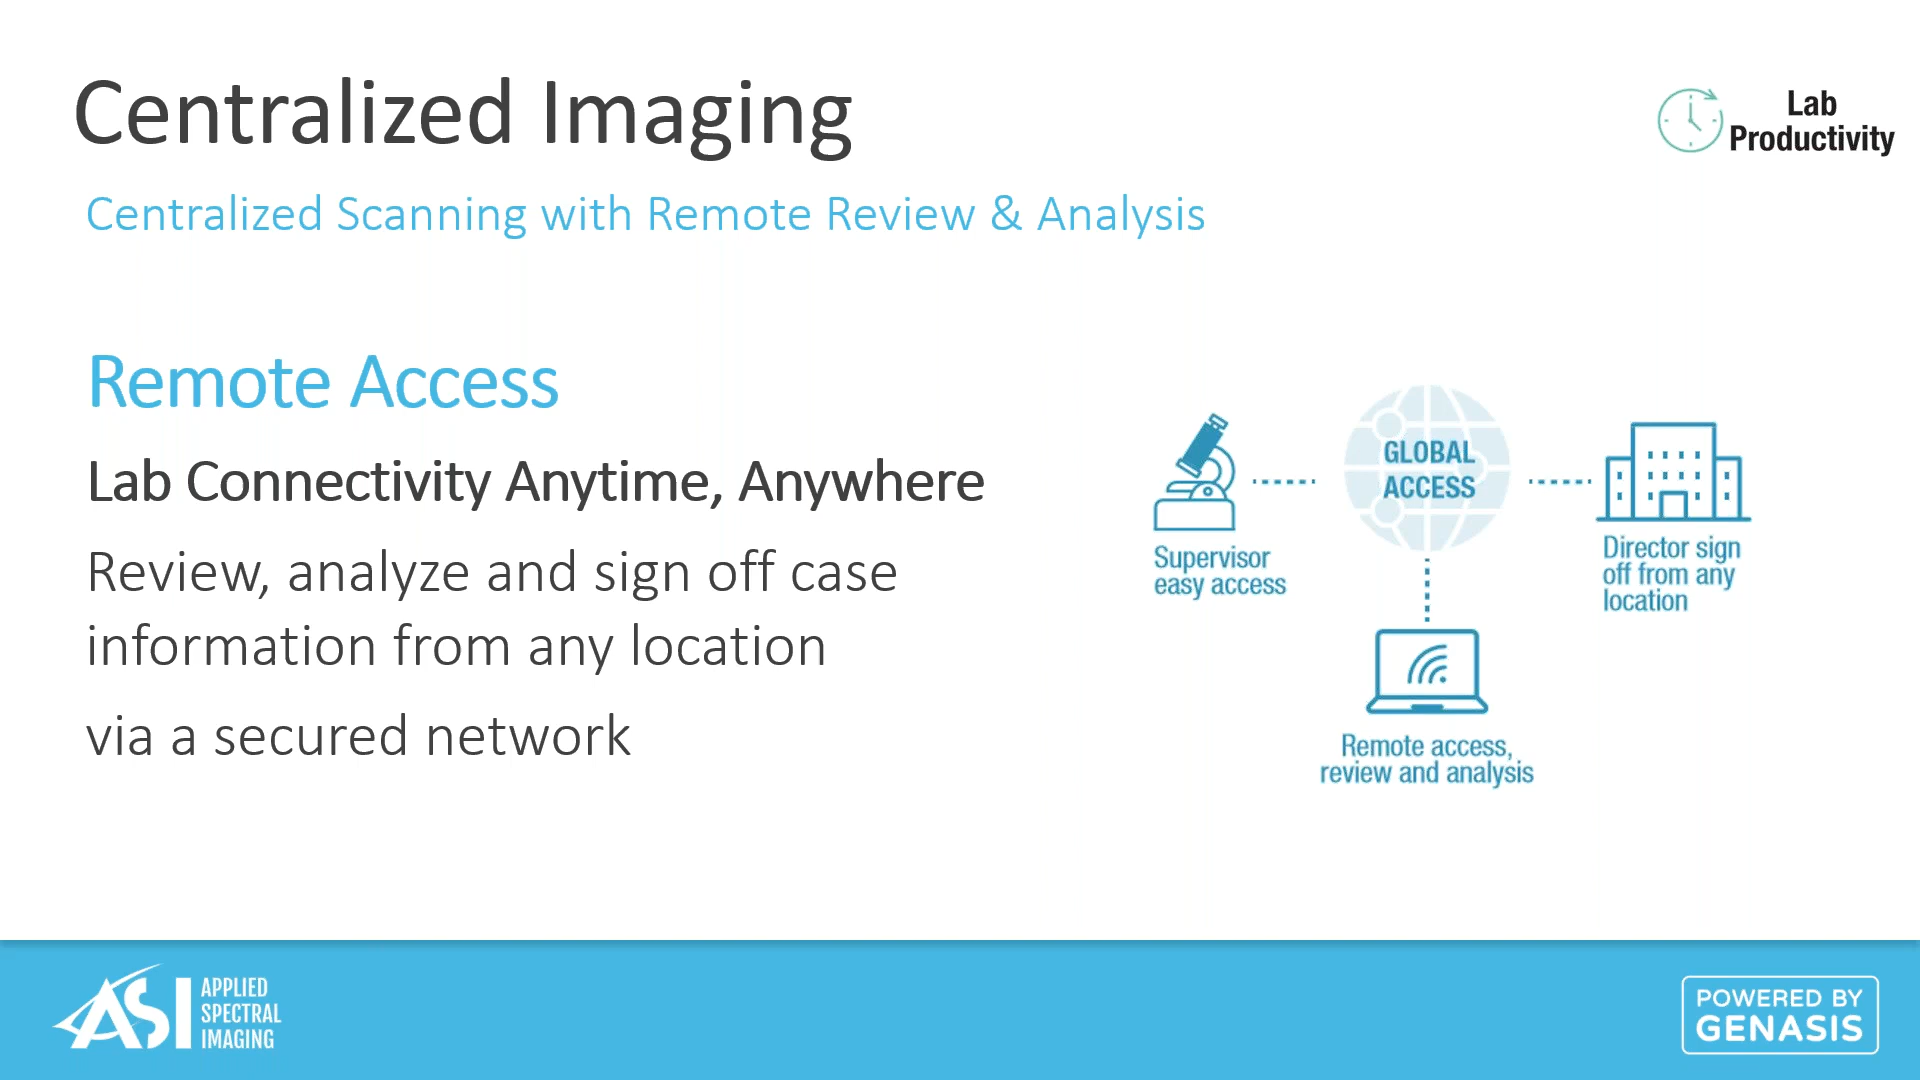 Centralized Imaging
Lab
Productivity
Centralized Scanning with Remote Review & Analysis
Remote Access
Lab Connectivity Anytime, Anywhere
Review, analyze and sign off case
information from any location
via a secured network
GLOBAL
ACCESS
Supervisor
easy access
Director sign
off from any
location
Remote access,
review and analysis
ASI
APPLIED
SPECTRAL
IMAGING
POWERED BY
GENASIS